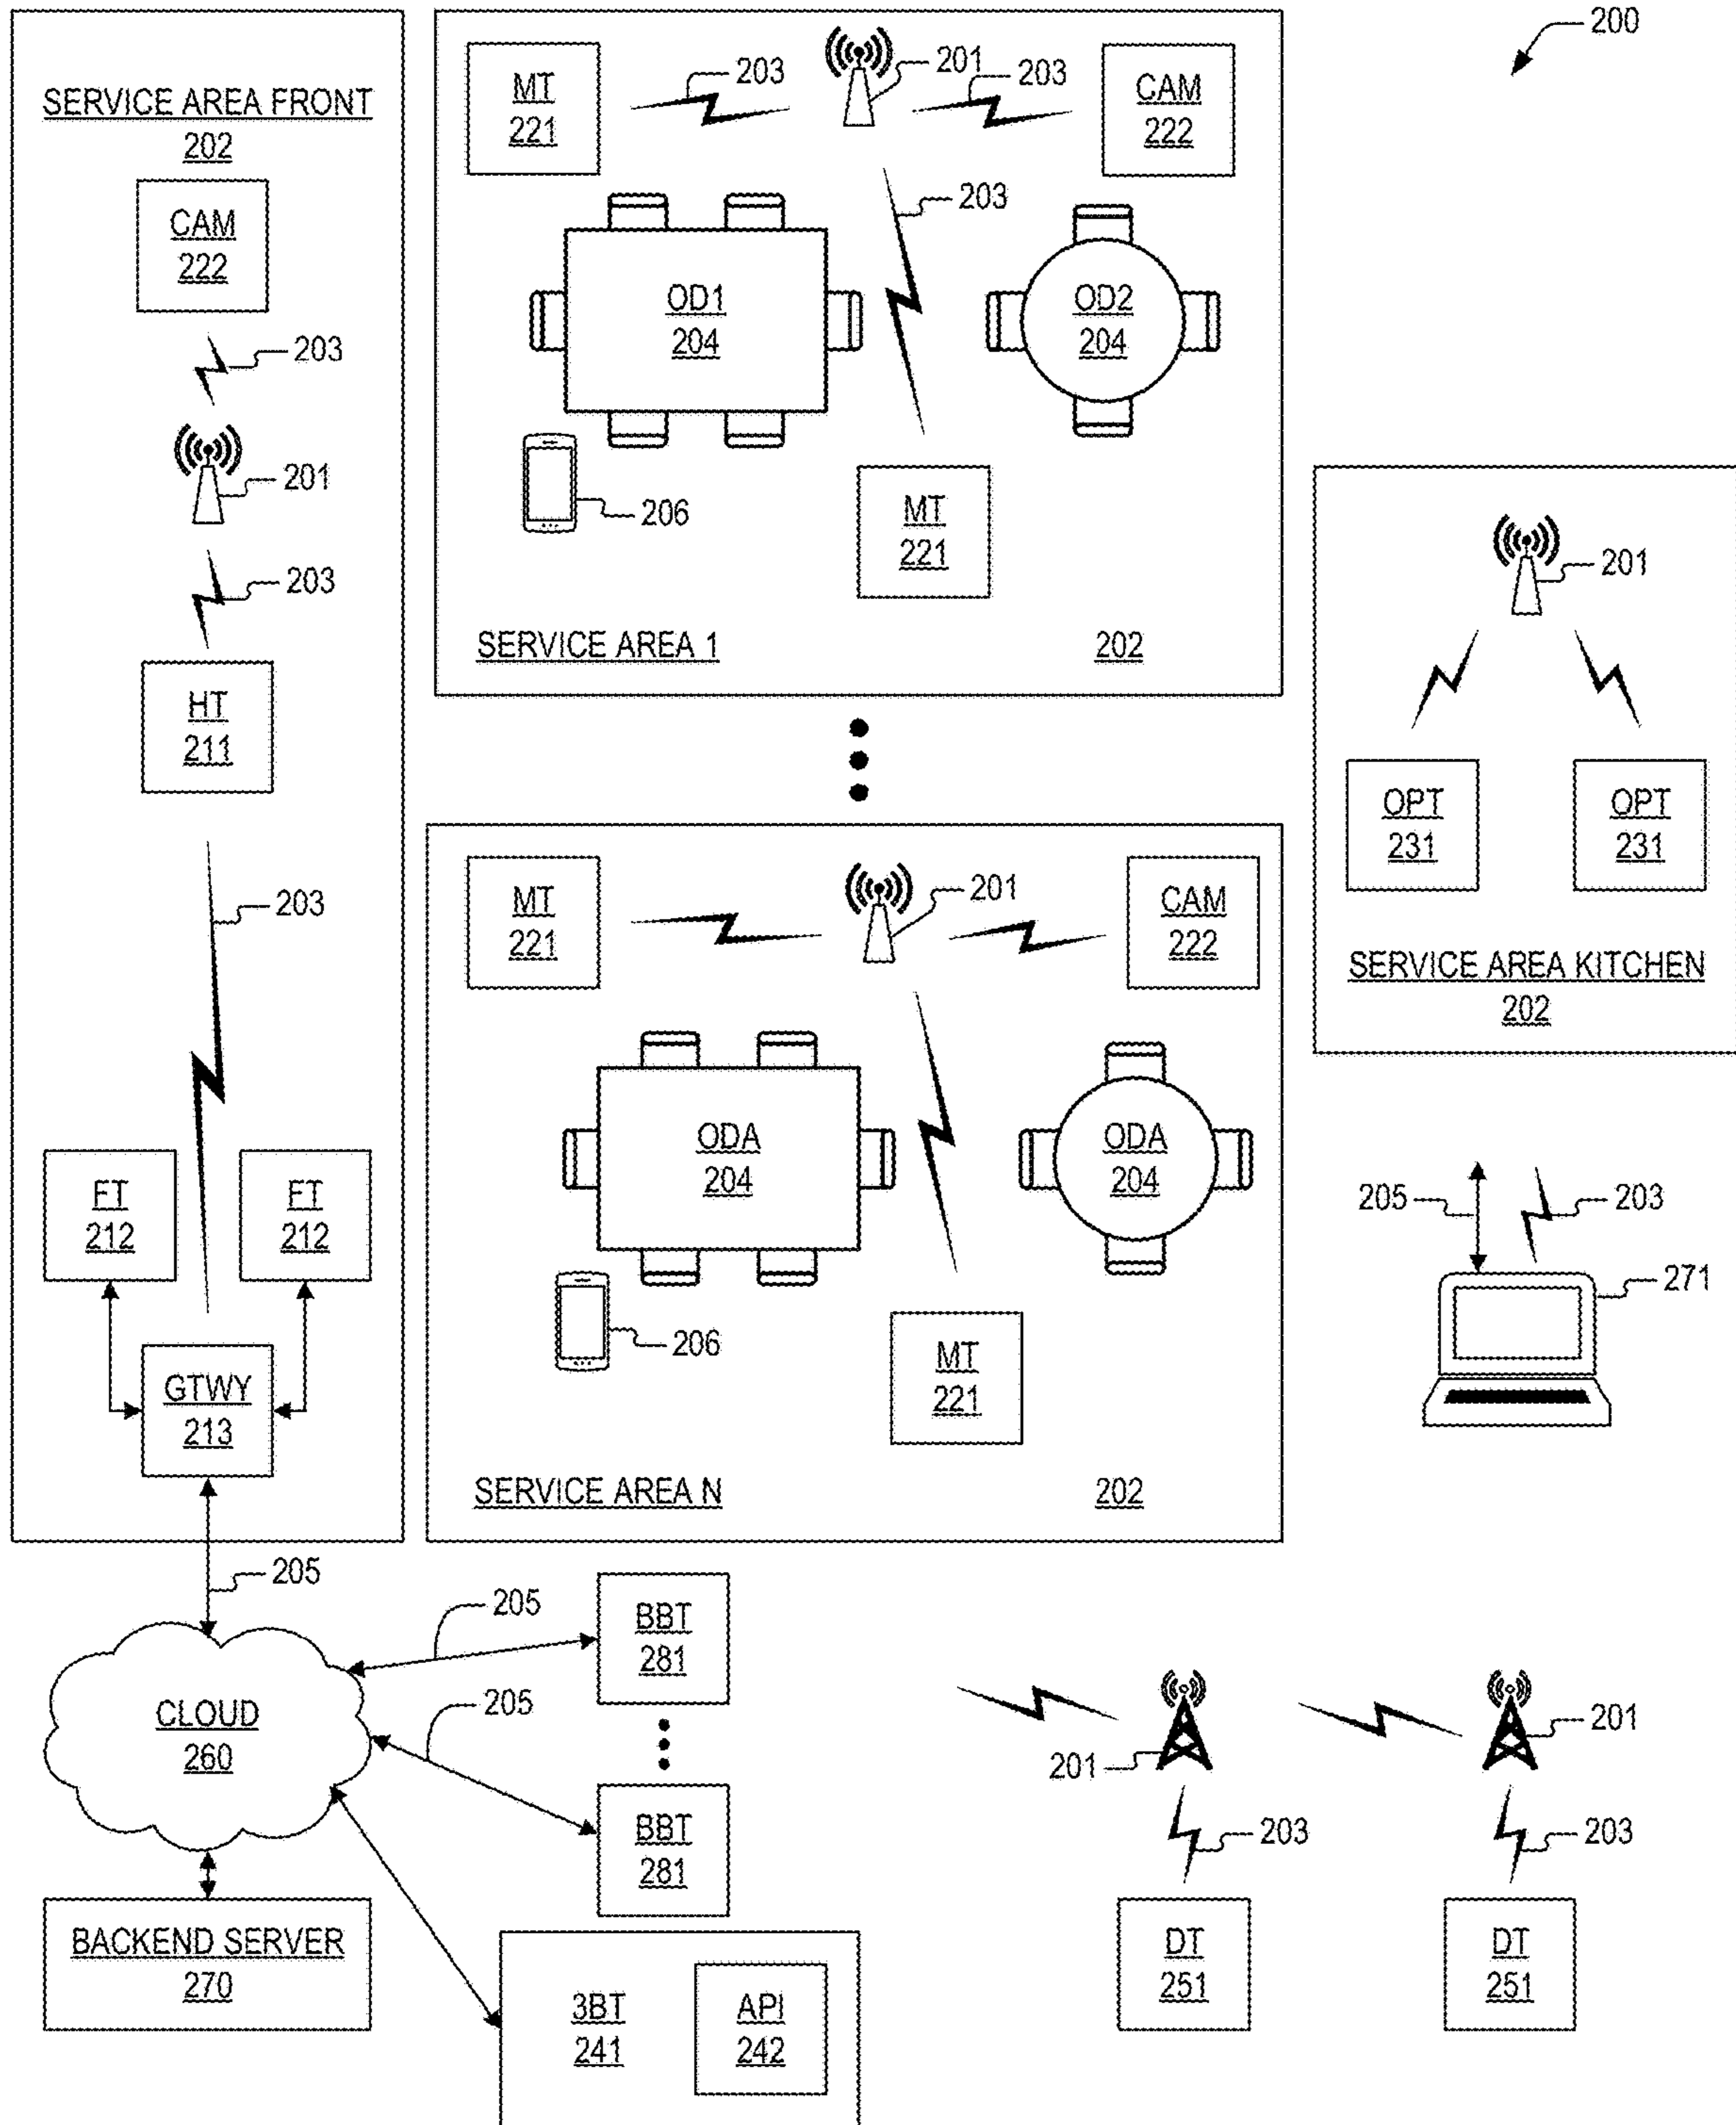 200
SERVICE AREA FRONT
202
CAM
222
203
201
203
HT
211
203
FT
212
FT
212
GTWY
213
205
MT
221
203
201
203
CAM
222
203
OD1
204
OD2
204
206
MT
221
SERVICE AREA 1
202
MT
221
201
CAM
222
ODA
204
ODA
204
206
MT
221
SERVICE AREA N
202
201
OPT
231
OPT
231
SERVICE AREA KITCHEN
202
205
203
271
CLOUD
260
205
BBT
281
205
BBT
281
BACKEND SERVER
270
3BT
241
API
242
201
201
203
203
DT
251
DT
251